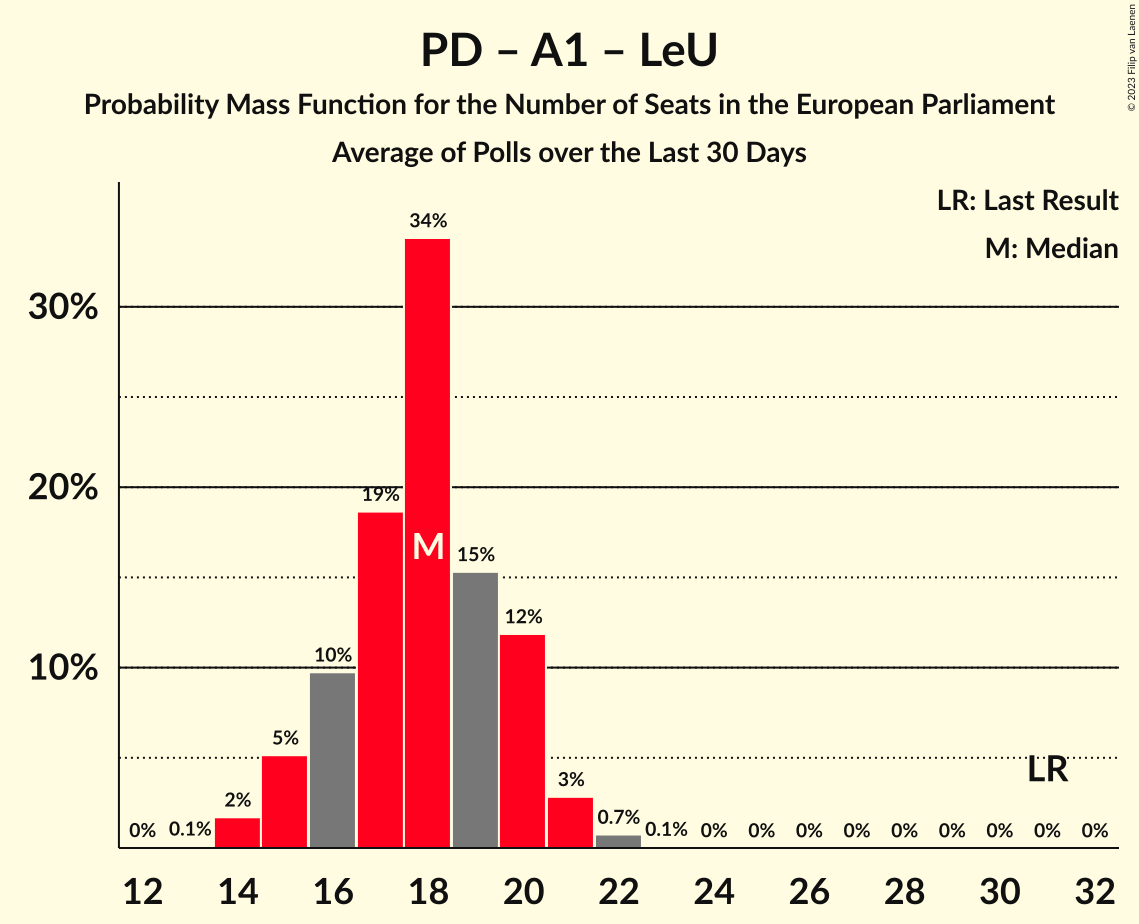 PD – A1 – LeU
Probability Mass Function for the Number of Seats in the European Parliament
Average of Polls over the Last 30 Days
© 2023 Filip van Laenen
LR: Last Result
M: Median
34%
30%
20%
19%
M
15%
12%
10%
10%
5%
LR
3%
2%
0.7%
0% 0.1% 0.1% 0% 0% 0% 0% 0% 0% 0% 0% 0%
12 14 16 18 20 22 24 26 28 30 32